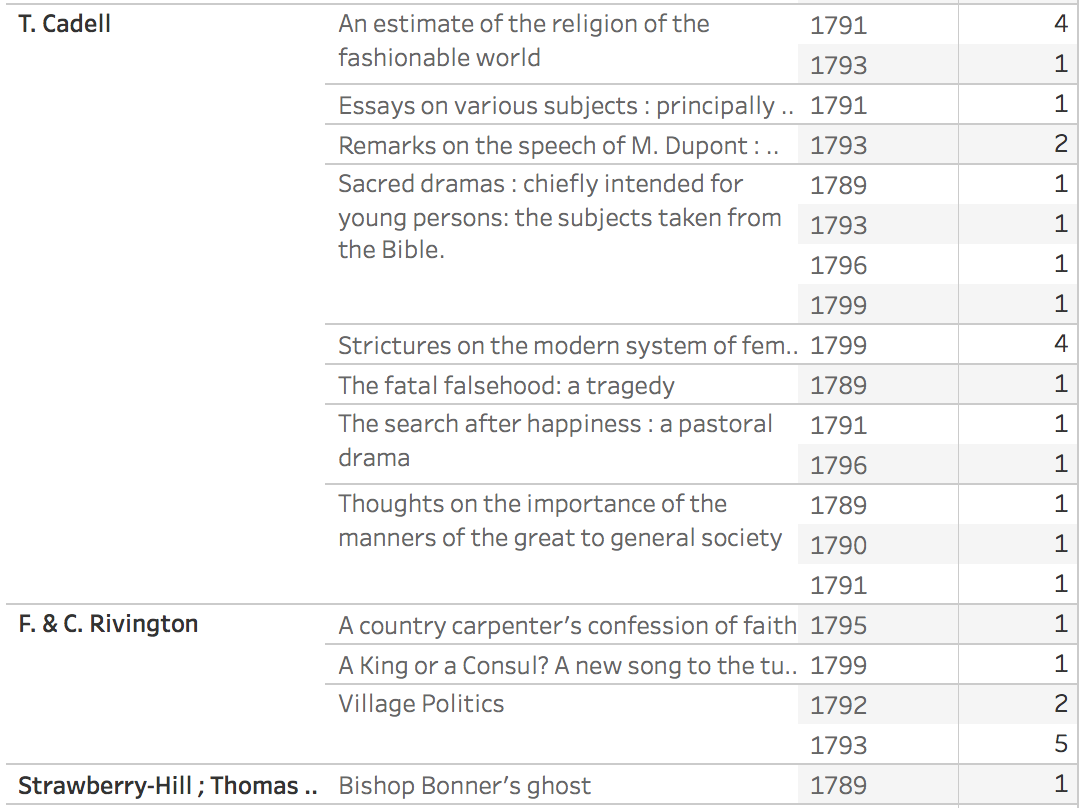 T. Cadell An estimate of the religion of the 1791 4
fashionable world 1793 1
Essays on various subjects : principally .. 1791 1
Remarks on the speech of M. Dupont : .. 1793 2
Sacred dramas : chiefly intended for 1789 1
young persons: the subjects taken from 1793 1
the Bible. 1796 1
1799 1
Strictures on the modern system of fem.. 1799 4
The fatal falsehood: a tragedy 1789 1
The search after happiness : a pastoral 1791 1
drama 1796 1
Thoughts on the importance of the 1789 1
manners of the great to general society 1790 1
1791 1
F. & C. Rivington A country carpenter’s confession of faith 1795 1
A King or a Consul? A new song to the tu.. 1799 1
Village Politics 1792 2
1793 5
Strawberry-Hill ; Thomas .. Bishop Bonner’s ghost 1789 1